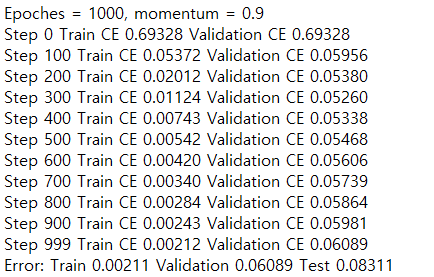 Epoches = 1000, momentum = 0.9
Step 0 Train CE 0.69328 Validation CE 0.69328
Step 100 Train CE 0.05372 Validation CE 0.05956
Step 200 Train CE 0.02012 Validation CE 0.05380
Step 300 Train CE 0.01124 Validation CE 0.05260
Step 400 Train CE 0.00743 Validation CE 0.05338
Step 500 Train CE 0.00542 Validation CE 0.05468
Step 600 Train CE 0.00420 Validation CE 0.05606
Step 700 Train CE 0.00340 Validation CE 0.05739
Step 800 Train CE 0.00284 Validation CE 0.05864
Step 900 Train CE 0.00243 Validation CE 0.05981
Step 999 Train CE 0.00212 Validation CE 0.06089
Error: Train 0.00211 Validation 0.06089 Test 0.08311